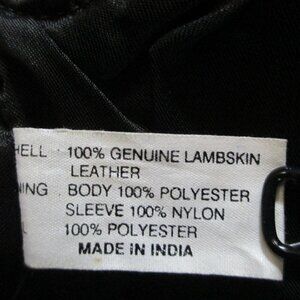 HELL 100% GENUINE LAMBSKIN
LEATHER
NING BODY 100% POLYESTER
SLEEVE 100% NYLON
100% POLYESTER
MADE IN INDIA